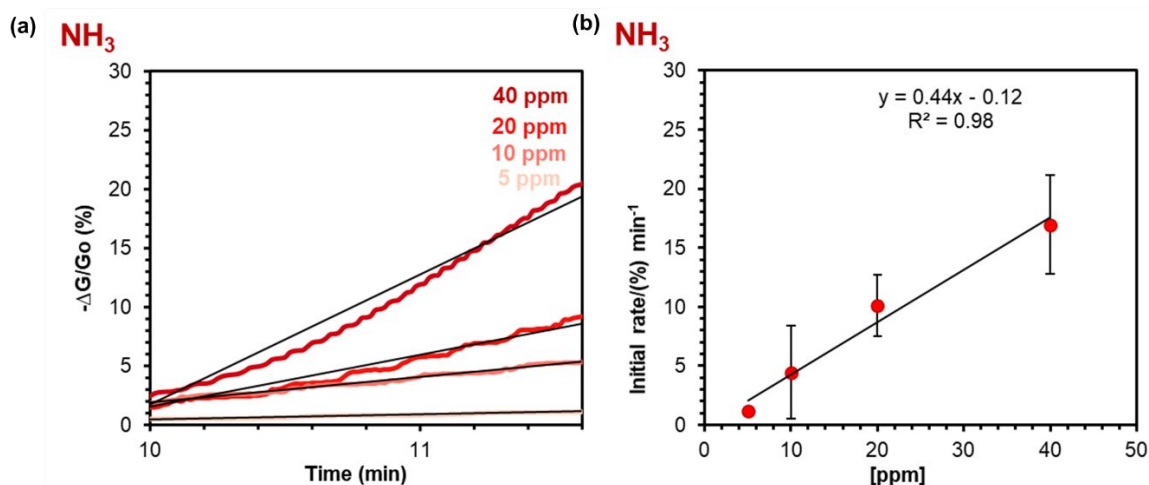 (a)
NH₃
30
25
20
15
10
5
0
-ΔG/Go (%)
40 ppm
20 ppm
10 ppm
5 ppm
10
11
Time (min)
(b)
NH₃
30
25
20
15
10
5
0
Initial rate/(%) min⁻¹
y = 0.44x - 0.12
R² = 0.98
0
10
20
30
40
50
[ppm]